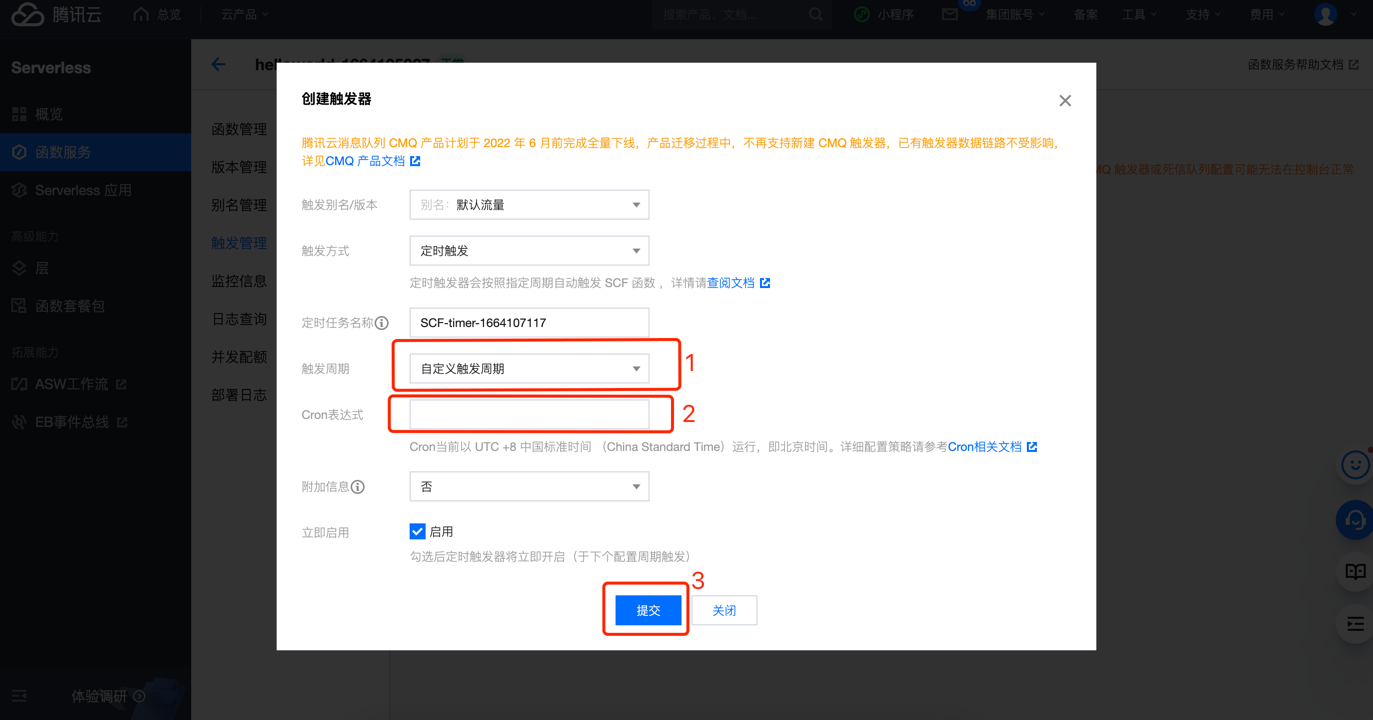 腾讯云 总览 云产品 搜索产品、文档... 小程序 66 集团账号 备案 工具 支持 费用
Serverless
概览
函数服务
Serverless 应用
高级能力
层
函数套餐包
拓展能力
ASW工作流
EB事件总线
体验调研
函数服务帮助文档
函数管理
版本管理
别名管理
触发管理
监控信息
日志查询
并发配额
部署日志
MQ 触发器或死信队列配置可能无法在控制台正常
创建触发器
腾讯云消息队列 CMQ 产品计划于 2022 年 6 月前完成全量下线，产品迁移过程中，不再支持新建 CMQ 触发器，已有触发器数据链路不受影响，
详见CMQ 产品文档
触发别名/版本 别名： 默认流量
触发方式 定时触发
定时触发器会按照指定周期自动触发 SCF 函数 ，详情请查阅文档
定时任务名称 SCF-timer-1664107117
触发周期 自定义触发周期 1
Cron表达式 2
Cron当前以 UTC +8 中国标准时间 （China Standard Time）运行，即北京时间。详细配置策略请参考Cron相关文档
附加信息 否
立即启用 启用
勾选后定时触发器将立即开启（于下个配置周期触发）
3
提交 关闭